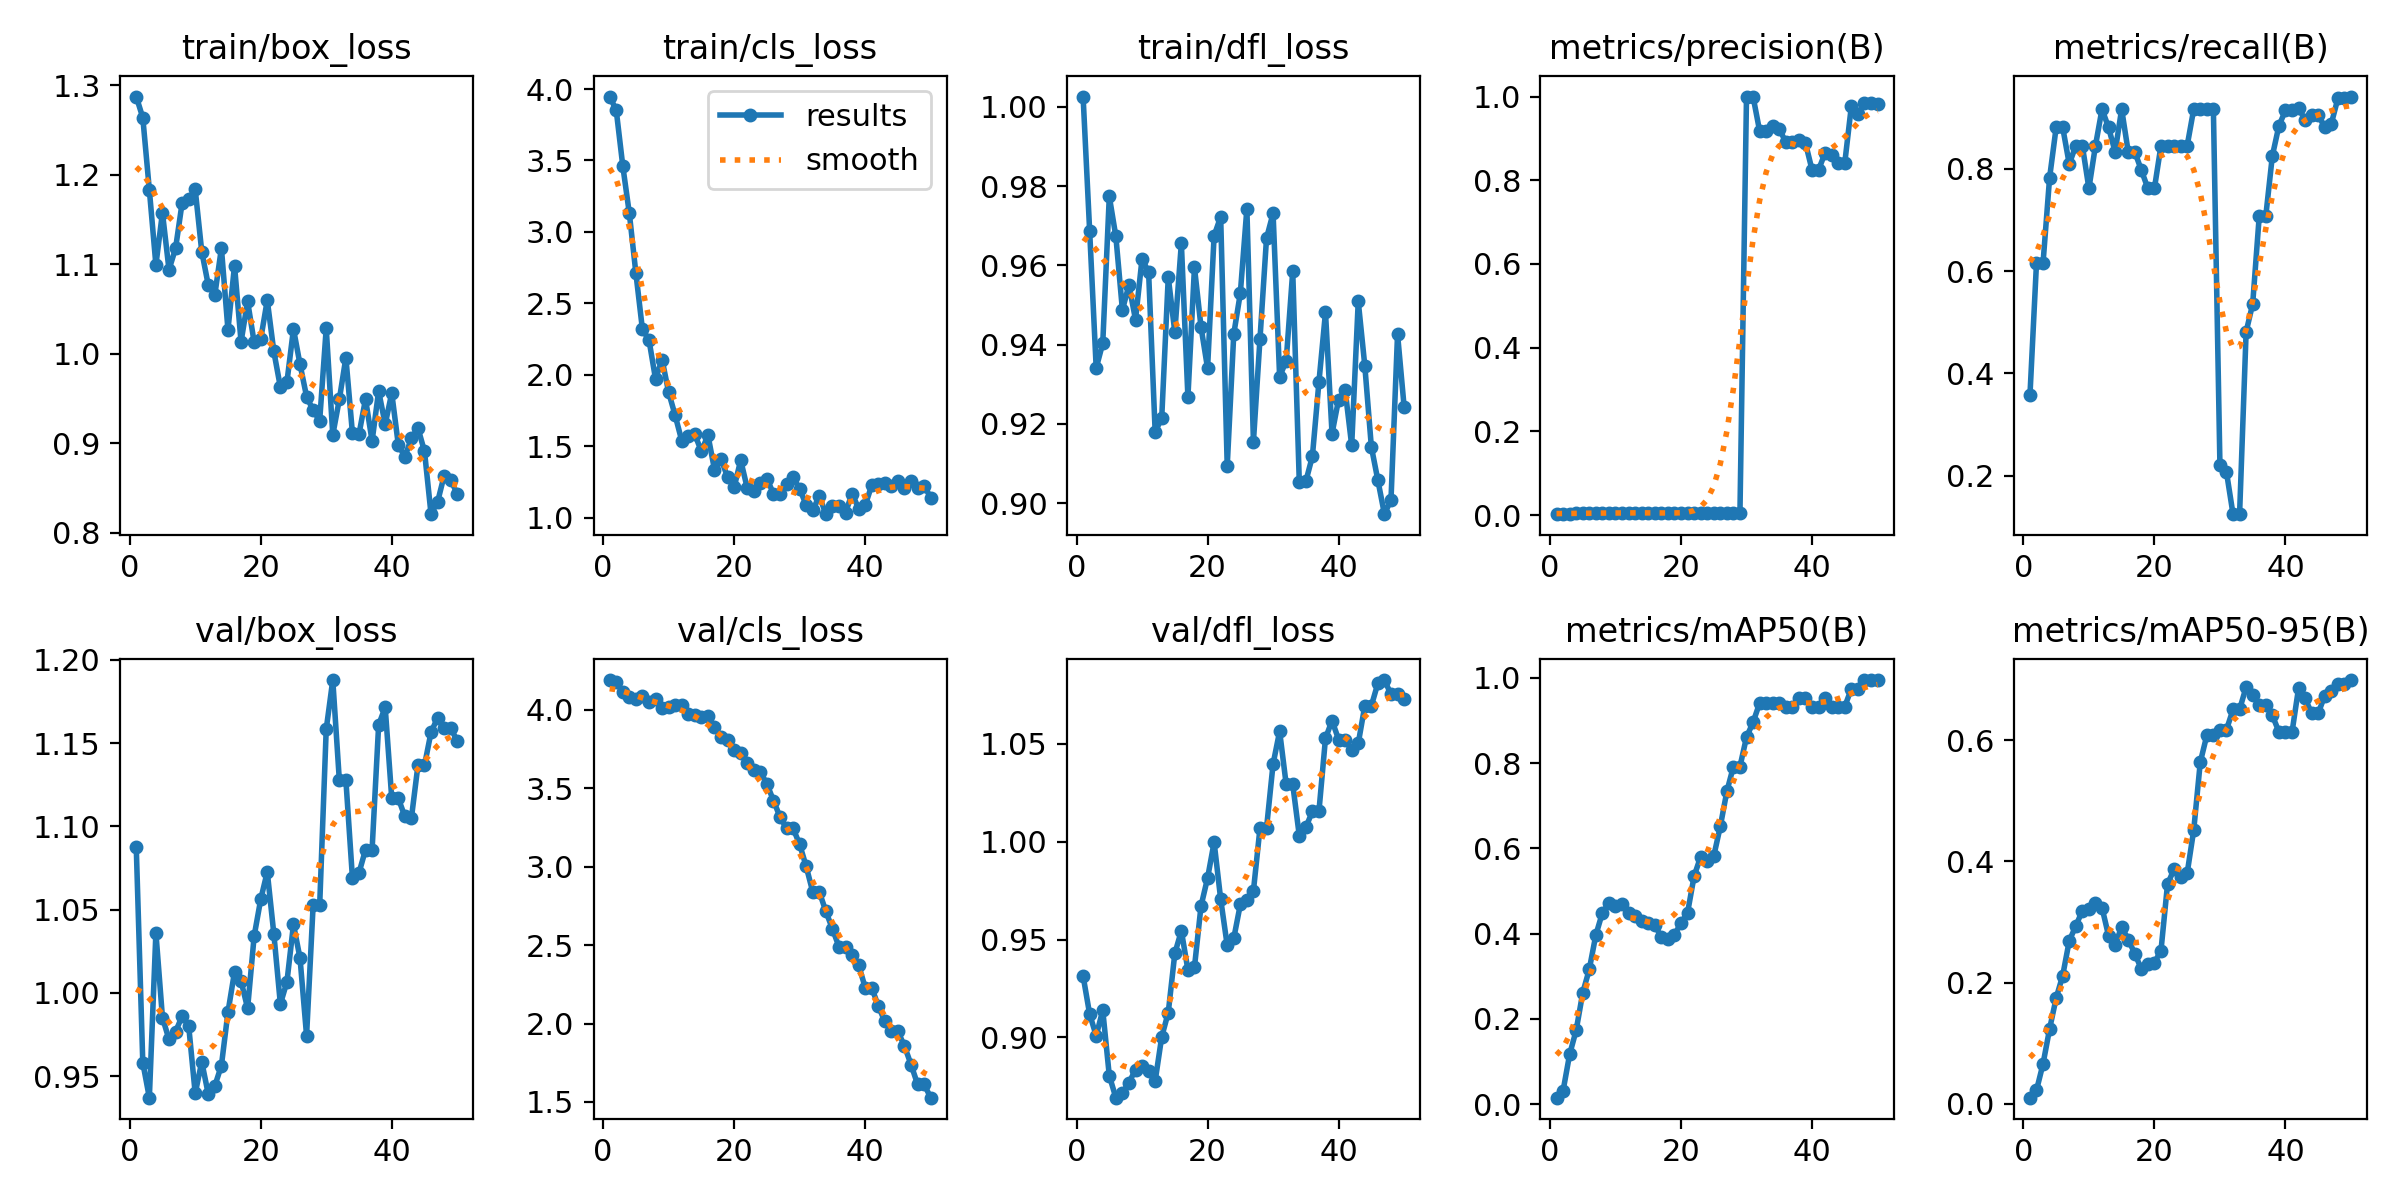 train/box_loss
1.3
1.2
1.1
1.0
0.9
0.8
0 20 40
train/cls_loss
results
smooth
4.0
3.5
3.0
2.5
2.0
1.5
1.0
0 20 40
train/dfl_loss
1.00
0.98
0.96
0.94
0.92
0.90
0 20 40
metrics/precision(B)
1.0
0.8
0.6
0.4
0.2
0.0
0 20 40
metrics/recall(B)
0.8
0.6
0.4
0.2
0 20 40
val/box_loss
1.20
1.15
1.10
1.05
1.00
0.95
0 20 40
val/cls_loss
4.0
3.5
3.0
2.5
2.0
1.5
0 20 40
val/dfl_loss
1.05
1.00
0.95
0.90
0 20 40
metrics/mAP50(B)
1.0
0.8
0.6
0.4
0.2
0.0
0 20 40
metrics/mAP50-95(B)
0.6
0.4
0.2
0.0
0 20 40